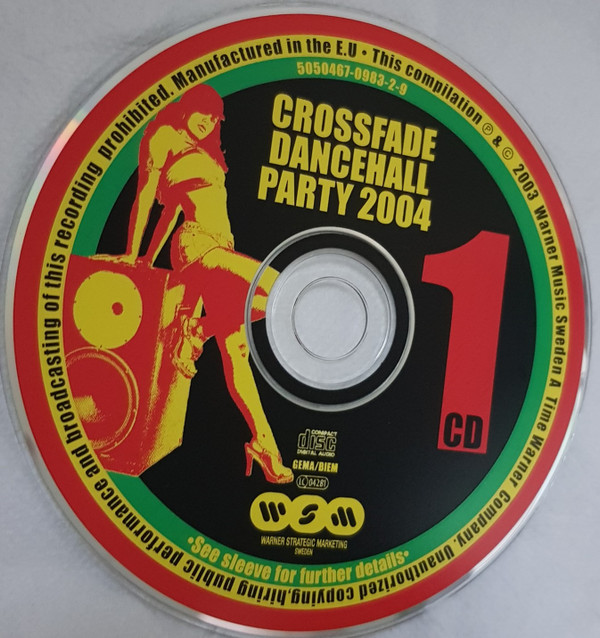 Manufactured in the E.U • This compilation ℗ & © 2003 Warner Music Sweden A Time Warner Company. Unauthorized copying,hiring public performance and broadcasting of this recording prohibited.
5050467-0983-2-9
CROSSFADE
DANCEHALL
PARTY 2004
1
CD
COMPACT
disc
DIGITAL AUDIO
GEMA/BIEM
LC 04281
WSM
WARNER STRATEGIC MARKETING
SWEDEN
•See sleeve for further details•